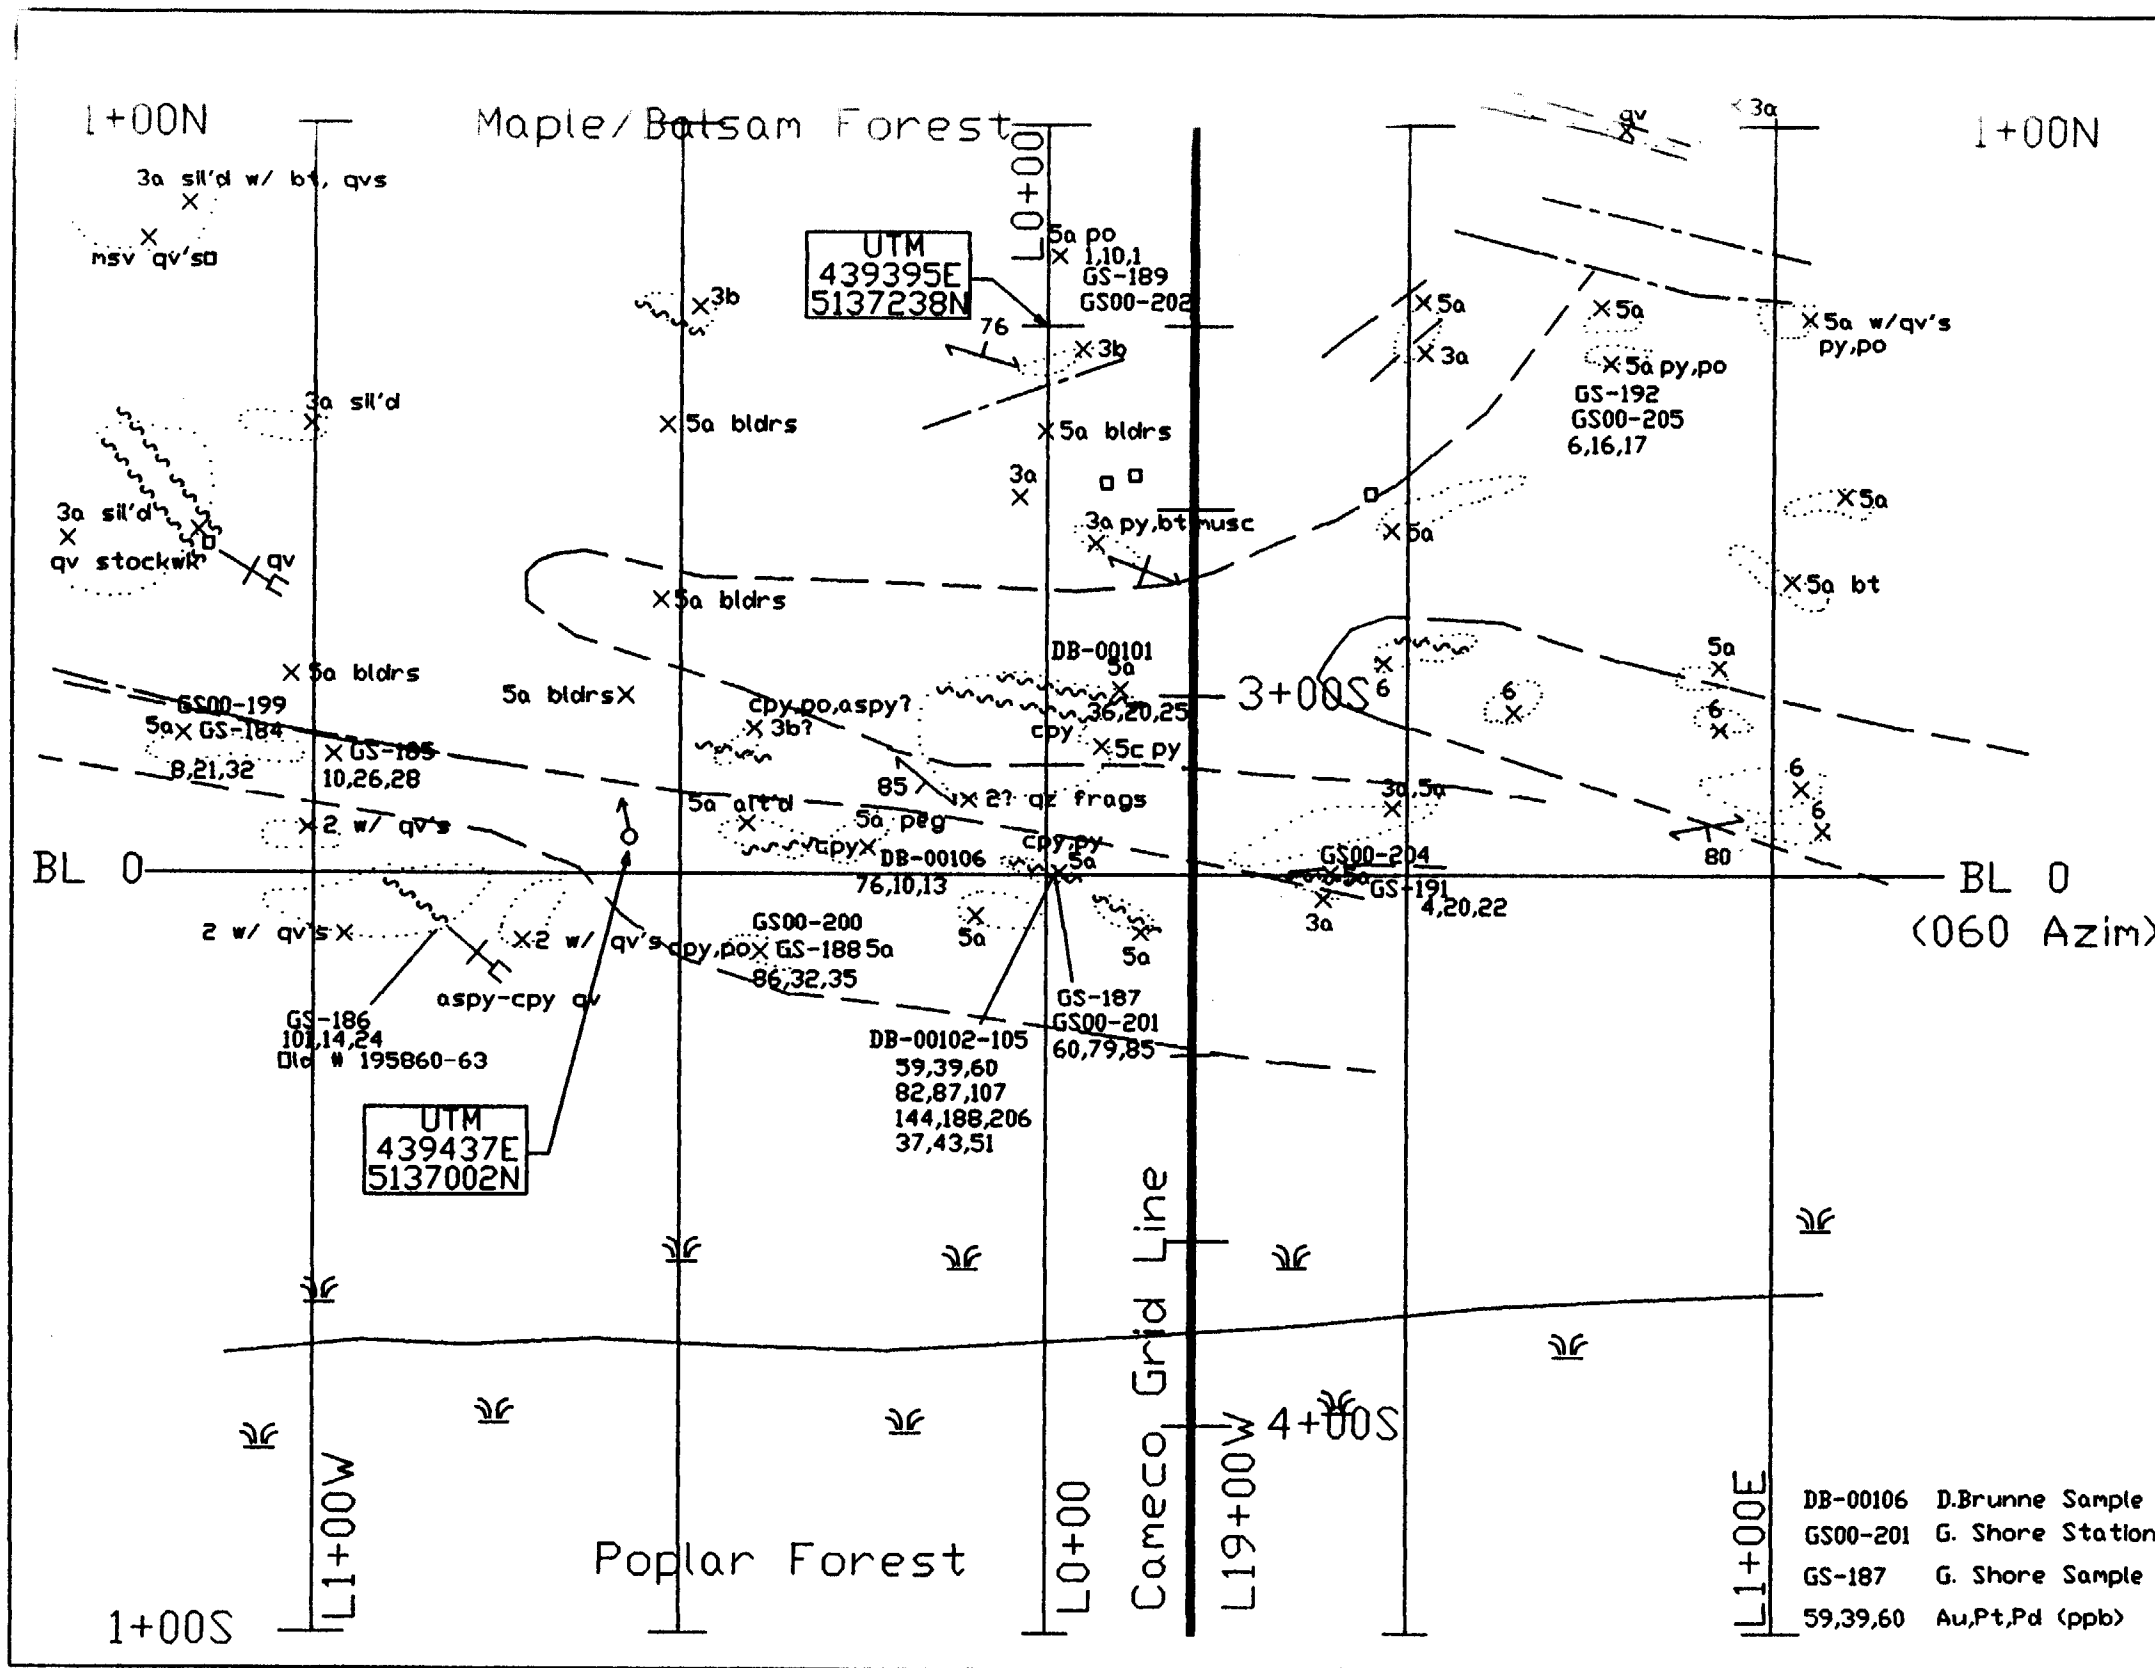 1+00N
Maple/Balsam Forest
L0+00
qv
3a
1+00N
3a sil'd w/ bt, qvs
msv qv's
UTM
439395E
5137238N
5a po
1,10,1
GS-189
GS00-202
3b
76
3b
5a
3a
5a
5a py,po
GS-192
GS00-205
6,16,17
5a w/qv's
py,po
3a sil'd
5a bldrs
5a bldrs
3a
3a sil'd
qv stockwk
qv
3a py,bt musc
5a
5a
5a bldrs
5a bt
5a bldrs
5a bldrs
DB-00101
5a
36,20,25
3+00S
6
6
5a
6
GS00-199
5a
GS-184
8,21,32
GS-185
10,26,28
cpy,po,aspy?
3b?
cpy
5c py
85
2? qz frags
3a,5a
6
6
80
2 w/ qv's
5a alt'd
5a peg
cpy
DB-00106
76,10,13
cpy,py
5a
GS00-204
5a
GS-191
4,20,22
3a
BL 0
BL 0
(060 Azim)
2 w/ qv's
2 w/ qv's
cpy,po
GS00-200
GS-188 5a
86,32,35
5a
5a
aspy-cpy qv
GS-186
101,14,24
Old # 195860-63
GS-187
GS00-201
60,79,85
DB-00102-105
59,39,60
82,87,107
144,188,206
37,43,51
UTM
439437E
5137002N
Cameco Grid Line
4+00S
L1+00W
L0+00
L19+00W
L1+00E
Poplar Forest
1+00S
DB-00106 D.Brunne Sample
GS00-201 G. Shore Station
GS-187 G. Shore Sample
59,39,60 Au,Pt,Pd (ppb)